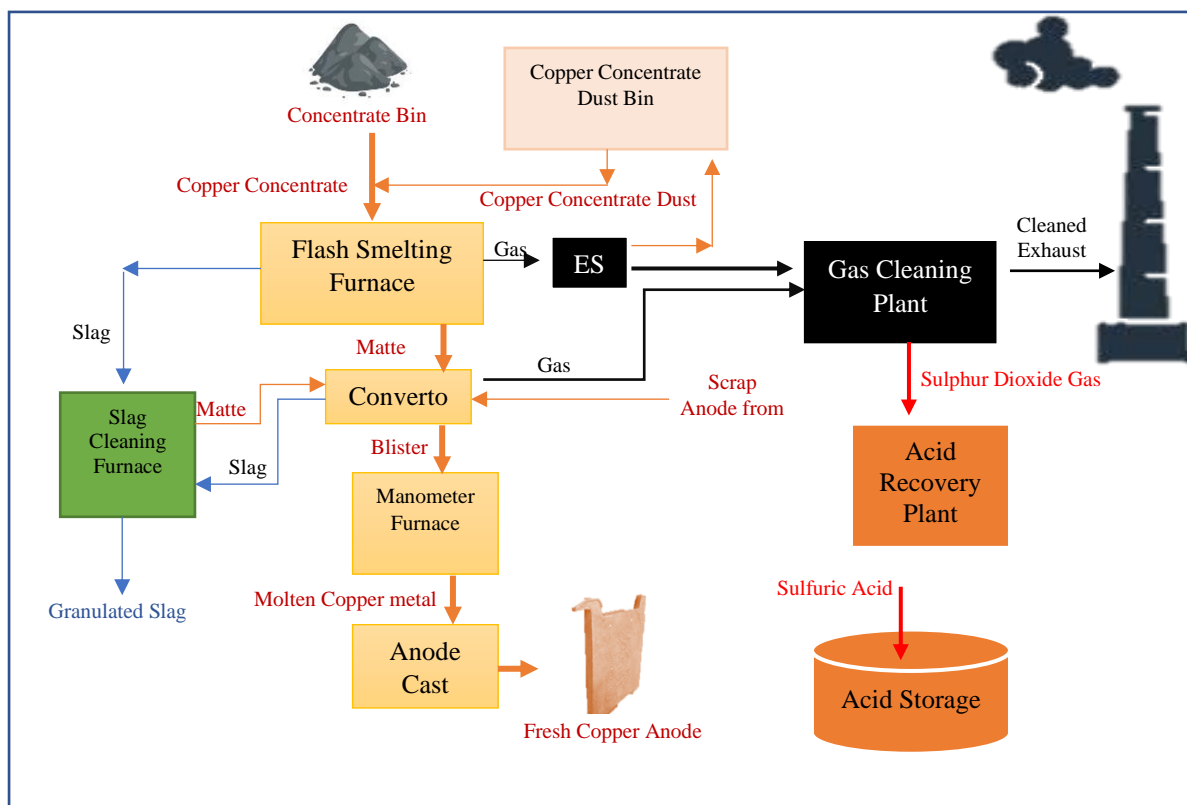 Copper Concentrate
Dust Bin
Concentrate Bin
Copper Concentrate
Copper Concentrate Dust
Flash Smelting
Furnace
Gas
ES
Gas Cleaning
Plant
Cleaned
Exhaust
Slag
Matte
Gas
Sulphur Dioxide Gas
Converto
Scrap
Anode from
Slag
Cleaning
Furnace
Matte
Slag
Blister
Acid
Recovery
Plant
Manometer
Furnace
Granulated Slag
Molten Copper metal
Sulfuric Acid
Anode
Cast
Fresh Copper Anode
Acid Storage